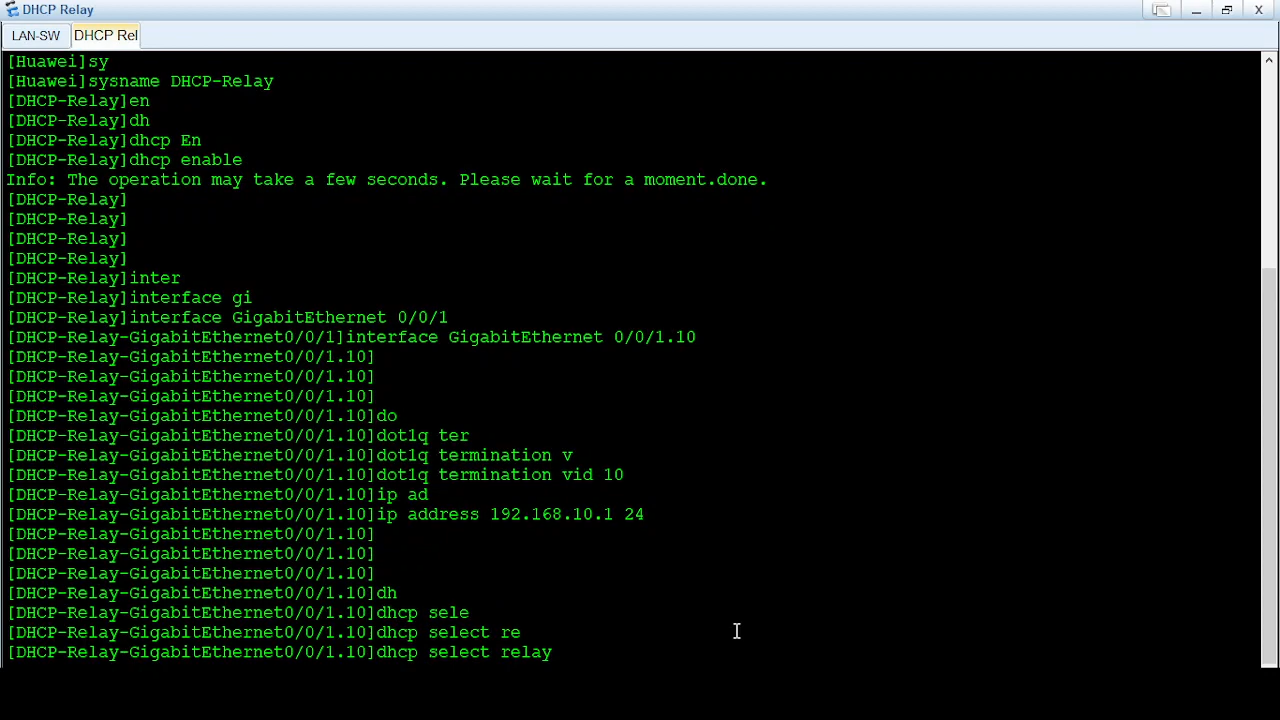 DHCP Relay
LAN-SW
DHCP Rel
[Huawei]sy
[Huawei]sysname DHCP-Relay
[DHCP-Relay]en
[DHCP-Relay]dh
[DHCP-Relay]dhcp En
[DHCP-Relay]dhcp enable
Info: The operation may take a few seconds. Please wait for a moment.done.
[DHCP-Relay]
[DHCP-Relay]
[DHCP-Relay]
[DHCP-Relay]
[DHCP-Relay]inter
[DHCP-Relay]interface gi
[DHCP-Relay]interface GigabitEthernet 0/0/1
[DHCP-Relay-GigabitEthernet0/0/1]interface GigabitEthernet 0/0/1.10
[DHCP-Relay-GigabitEthernet0/0/1.10]
[DHCP-Relay-GigabitEthernet0/0/1.10]
[DHCP-Relay-GigabitEthernet0/0/1.10]
[DHCP-Relay-GigabitEthernet0/0/1.10]do
[DHCP-Relay-GigabitEthernet0/0/1.10]dot1q ter
[DHCP-Relay-GigabitEthernet0/0/1.10]dot1q termination v
[DHCP-Relay-GigabitEthernet0/0/1.10]dot1q termination vid 10
[DHCP-Relay-GigabitEthernet0/0/1.10]ip ad
[DHCP-Relay-GigabitEthernet0/0/1.10]ip address 192.168.10.1 24
[DHCP-Relay-GigabitEthernet0/0/1.10]
[DHCP-Relay-GigabitEthernet0/0/1.10]
[DHCP-Relay-GigabitEthernet0/0/1.10]
[DHCP-Relay-GigabitEthernet0/0/1.10]dh
[DHCP-Relay-GigabitEthernet0/0/1.10]dhcp sele
[DHCP-Relay-GigabitEthernet0/0/1.10]dhcp select re
[DHCP-Relay-GigabitEthernet0/0/1.10]dhcp select relay